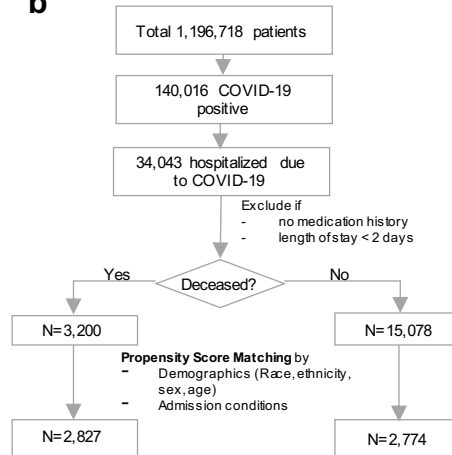 b
Total 1,196,718 patients
140,016 COVID-19
positive
34,043 hospitalized due
to COVID-19
Exclude if
- no medication history
- length of stay < 2 days
Yes
Deceased?
No
N=3,200
N=15,078
Propensity Score Matching by
- Demographics (Race, ethnicity,
sex, age)
- Admission conditions
N=2,827
N=2,774